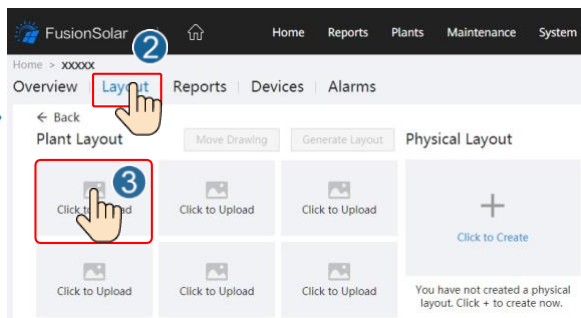 FusionSolar Home Reports Plants Maintenance System
2
Home > xxxxx
Overview Layout Reports Devices Alarms
← Back
Plant Layout Move Drawing Generate Layout Physical Layout
3
Click to Upload Click to Upload Click to Upload
+
Click to Create
Click to Upload Click to Upload Click to Upload
You have not created a physical
layout. Click + to create now.